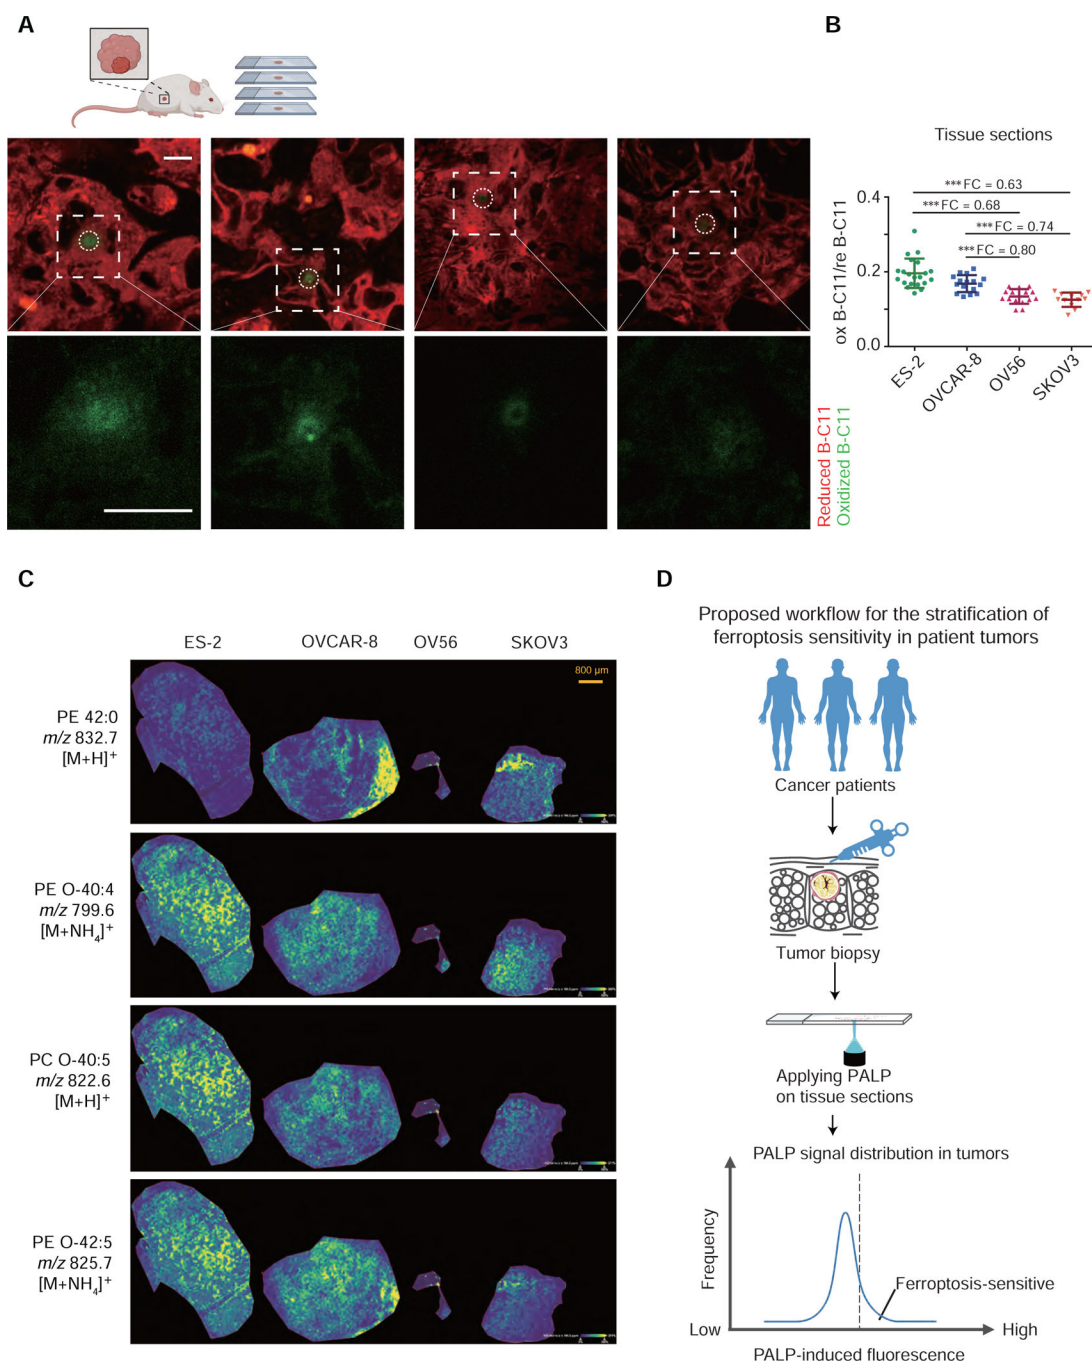 A
B
Tissue sections
***FC = 0.63
***FC = 0.68
***FC = 0.74
***FC = 0.80
ox B-C11/re B-C11
0.4
0.2
0.0
ES-2
OVCAR-8
OV56
SKOV3
Reduced B-C11
Oxidized B-C11
C
ES-2
OVCAR-8
OV56
SKOV3
800 µm
PE 42:0
m/z 832.7
[M+H]+
PE O-40:4
m/z 799.6
[M+NH4]+
PC O-40:5
m/z 822.6
[M+H]+
PE O-42:5
m/z 825.7
[M+NH4]+
D
Proposed workflow for the stratification of
ferroptosis sensitivity in patient tumors
Cancer patients
Tumor biopsy
Applying PALP
on tissue sections
PALP signal distribution in tumors
Frequency
Ferroptosis-sensitive
Low
High
PALP-induced fluorescence